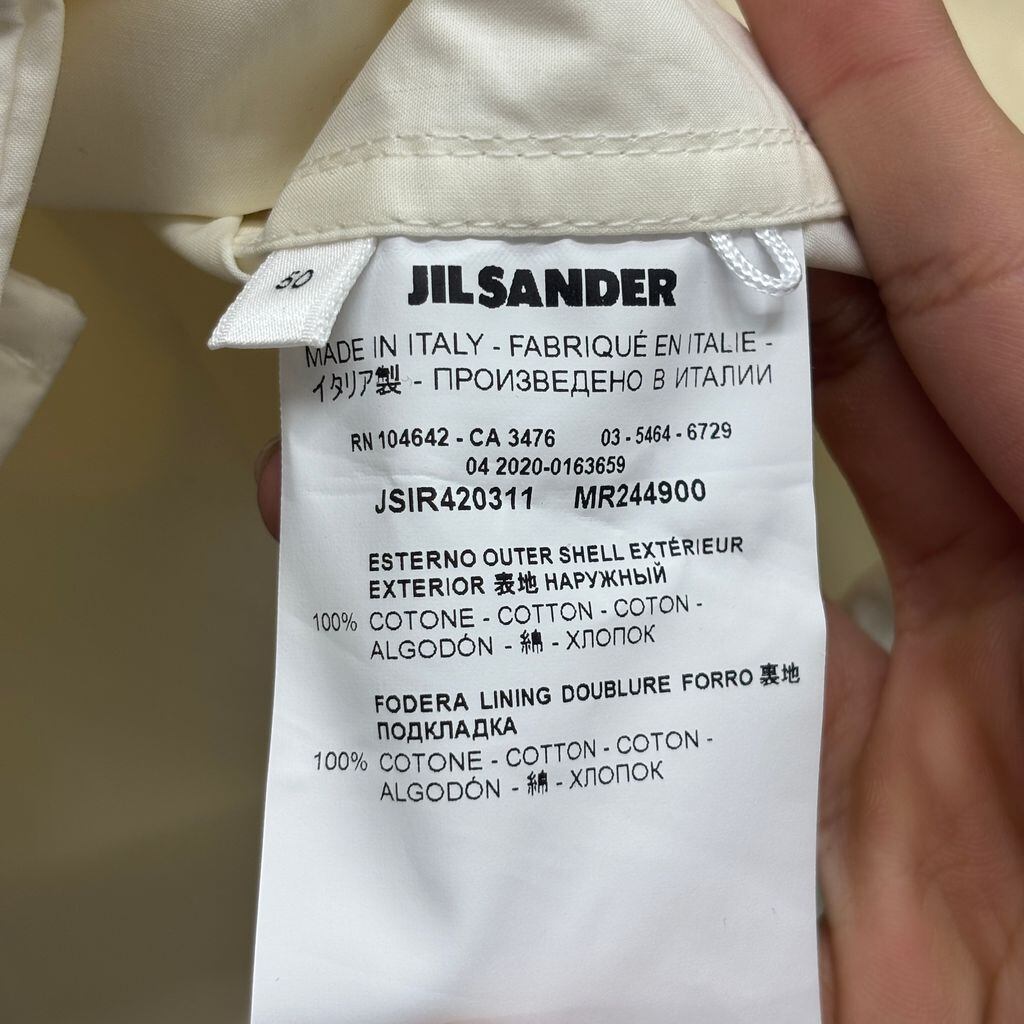 50
JIL SANDER
MADE IN ITALY - FABRIQUÉ EN ITALIE -
イタリア製 - ПРОИЗВЕДЕНО В ИТАЛИИ
RN 104642 - CA 3476 03 - 5464 - 6729
04 2020-0163659
JSIR420311 MR244900
ESTERNO OUTER SHELL EXTÉRIEUR
EXTERIOR 表地 НАРУЖНЫЙ
100% COTONE - COTTON - COTON -
ALGODÓN - 綿 - ХЛОПОК
FODERA LINING DOUBLURE FORRO 裏地
ПОДКЛАДКА
100% COTONE - COTTON - COTON -
ALGODÓN - 綿 - ХЛОПОК